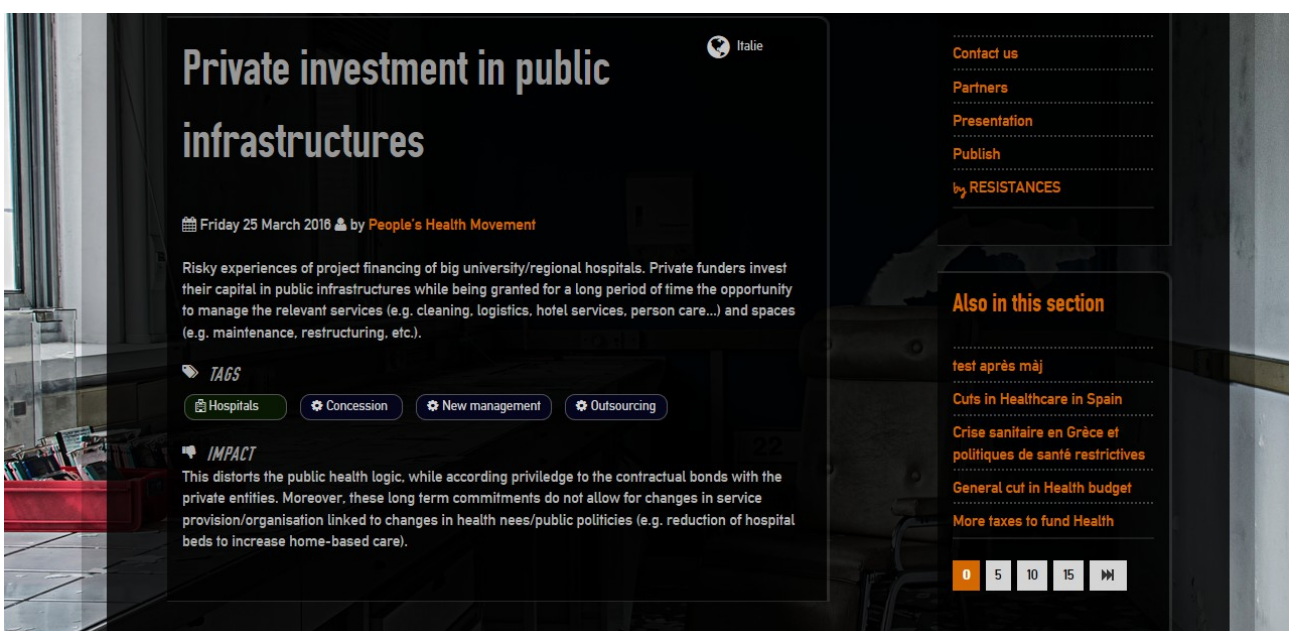 Private investment in public
infrastructures
Italie
Friday 25 March 2016 by People's Health Movement
Risky experiences of project financing of big university/regional hospitals. Private funders invest
their capital in public infrastructures while being granted for a long period of time the opportunity
to manage the relevant services (e.g. cleaning, logistics, hotel services, person care...) and spaces
(e.g. maintenance, restructuring, etc.).
TAGS
Hospitals
Concession
New management
Outsourcing
IMPACT
This distorts the public health logic, while according priviledge to the contractual bonds with the
private entities. Moreover, these long term commitments do not allow for changes in service
provision/organisation linked to changes in health nees/public politicies (e.g. reduction of hospital
beds to increase home-based care).
22
Contact us
Partners
Presentation
Publish
by RESISTANCES
Also in this section
test après màj
Cuts in Healthcare in Spain
Crise sanitaire en Grèce et
politiques de santé restrictives
General cut in Health budget
More taxes to fund Health
0 5 10 15